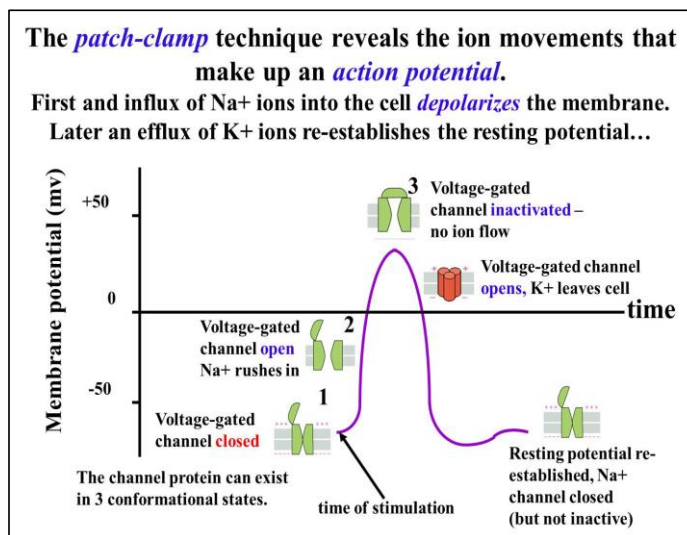 The patch-clamp technique reveals the ion movements that
make up an action potential.
First and influx of Na+ ions into the cell depolarizes the membrane.
Later an efflux of K+ ions re-establishes the resting potential…
Membrane potential (mv)
+50
0
-50
3
Voltage-gated
channel inactivated –
no ion flow
Voltage-gated channel
opens, K+ leaves cell
time
2
Voltage-gated
channel open
Na+ rushes in
1
Voltage-gated
channel closed
The channel protein can exist
in 3 conformational states.
time of stimulation
Resting potential re-
established, Na+
channel closed
(but not inactive)